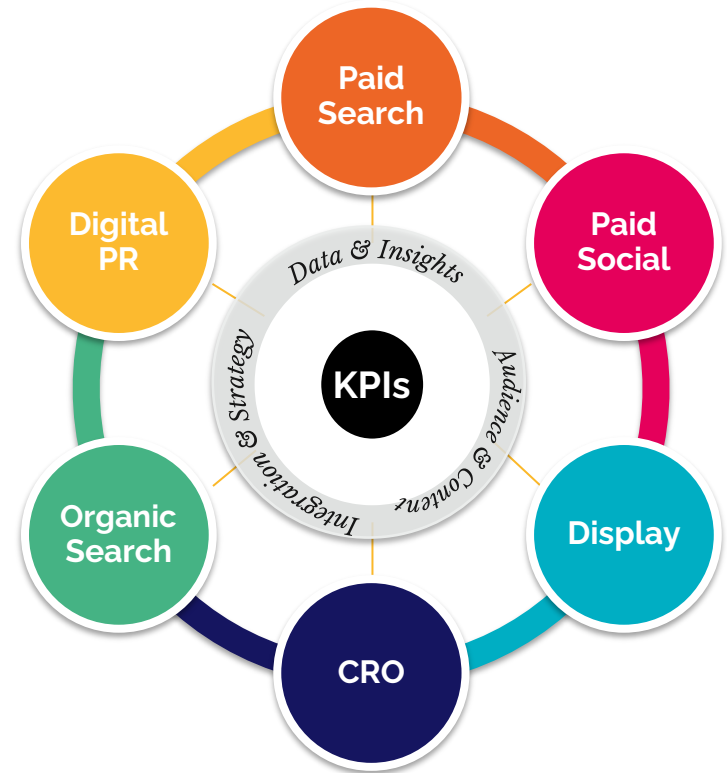 Paid
Search
Digital
PR
Paid
Social
Data & Insights
Integration & Strategy
KPIs
Audience & Content
Organic
Search
Display
CRO